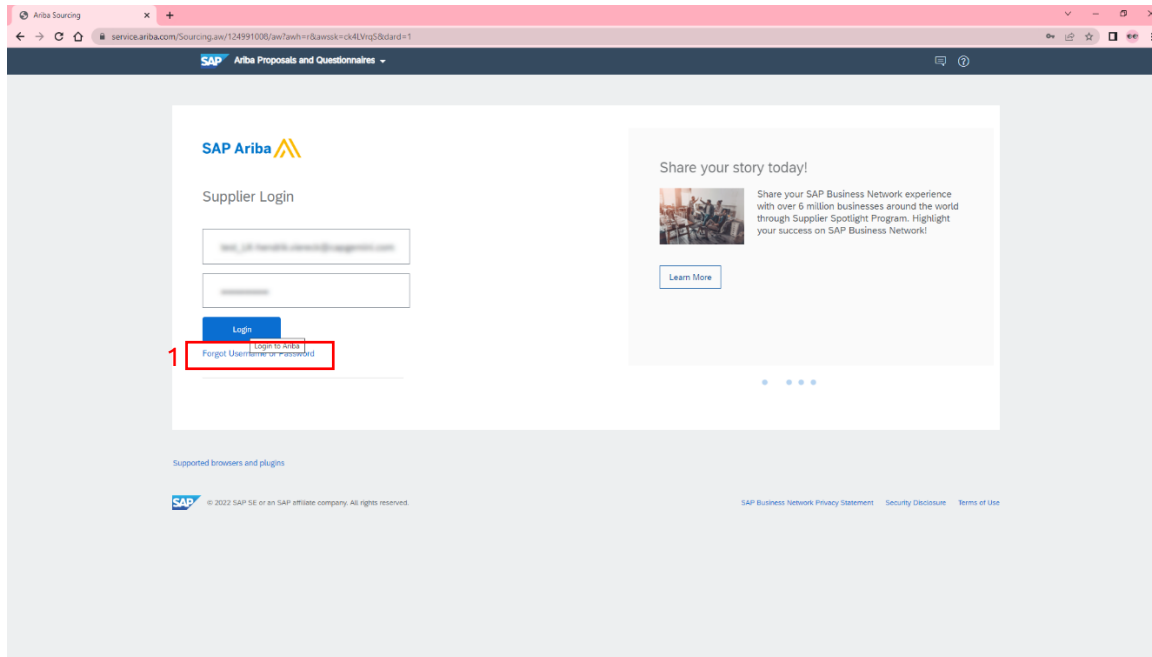 Ariba Sourcing
service.ariba.com/Sourcing.aw/124991008/aw?awh=r&awssk=ck4LVrqS&dard=1
SAP Ariba Proposals and Questionnaires
SAP Ariba
Supplier Login
Login
Login to Ariba
1
Forgot Username or Password
Share your story today!
Share your SAP Business Network experience
with over 6 million businesses around the world
through Supplier Spotlight Program. Highlight
your success on SAP Business Network!
Learn More
Supported browsers and plugins
SAP © 2022 SAP SE or an SAP affiliate company. All rights reserved.
SAP Business Network Privacy Statement Security Disclosure Terms of Use